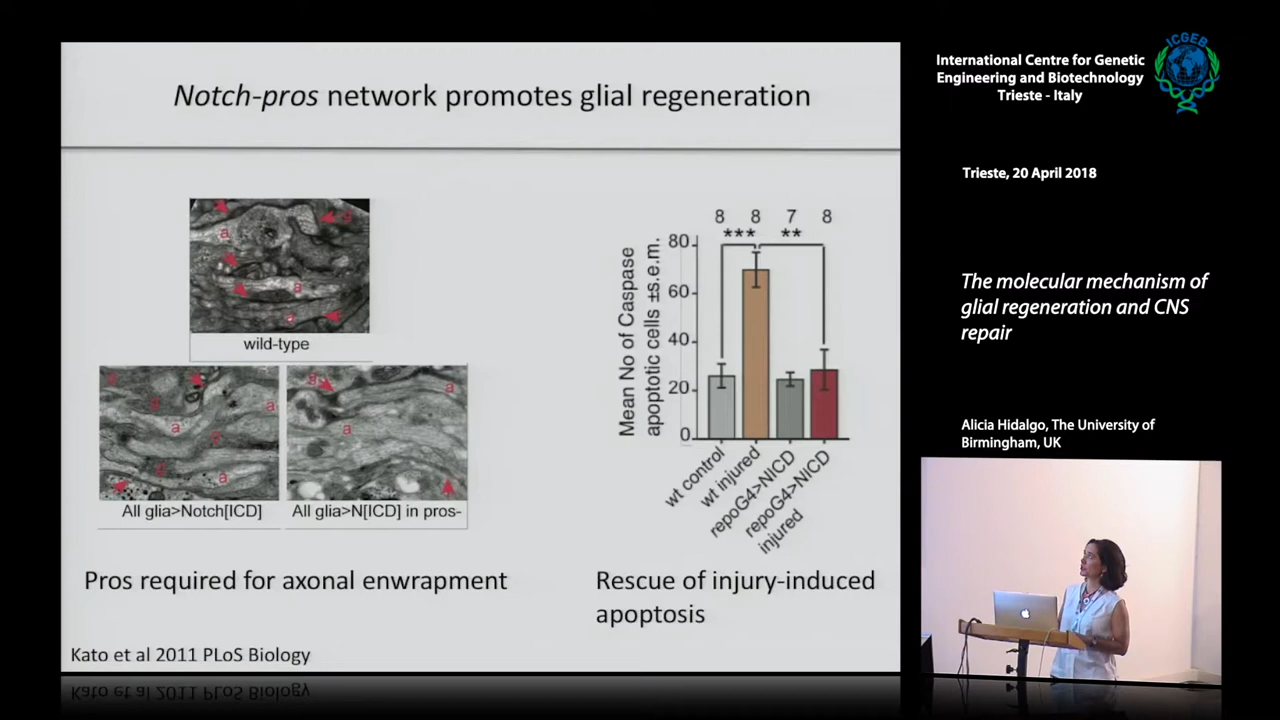 Notch-pros network promotes glial regeneration
g
a
a
wild-type
g
g
a
a
g
g
a
All glia>Notch[ICD]
a
a
a
All glia>N[ICD] in pros-
Pros required for axonal enwrapment
Kato et al 2011 PLoS Biology
8 8 7 8
*** **
Mean No of Caspase
apoptotic cells ±s.e.m.
80
60
40
20
0
wt control
wt injured
repoG4>NICD
repoG4>NICD
injured
Rescue of injury-induced
apoptosis
ICGEB
International Centre for Genetic
Engineering and Biotechnology
Trieste - Italy
Trieste, 20 April 2018
The molecular mechanism of
glial regeneration and CNS
repair
Alicia Hidalgo, The University of
Birmingham, UK